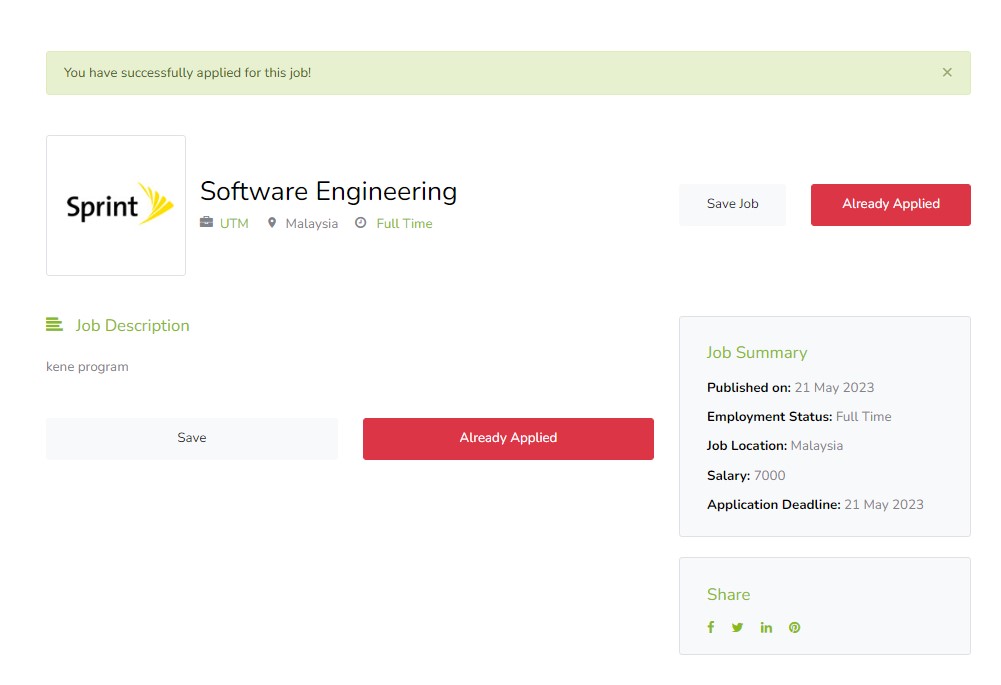 You have successfully applied for this job!
×
Sprint
Software Engineering
UTM Malaysia Full Time
Save Job
Already Applied
Job Description
kene program
Save
Already Applied
Job Summary
Published on: 21 May 2023
Employment Status: Full Time
Job Location: Malaysia
Salary: 7000
Application Deadline: 21 May 2023
Share